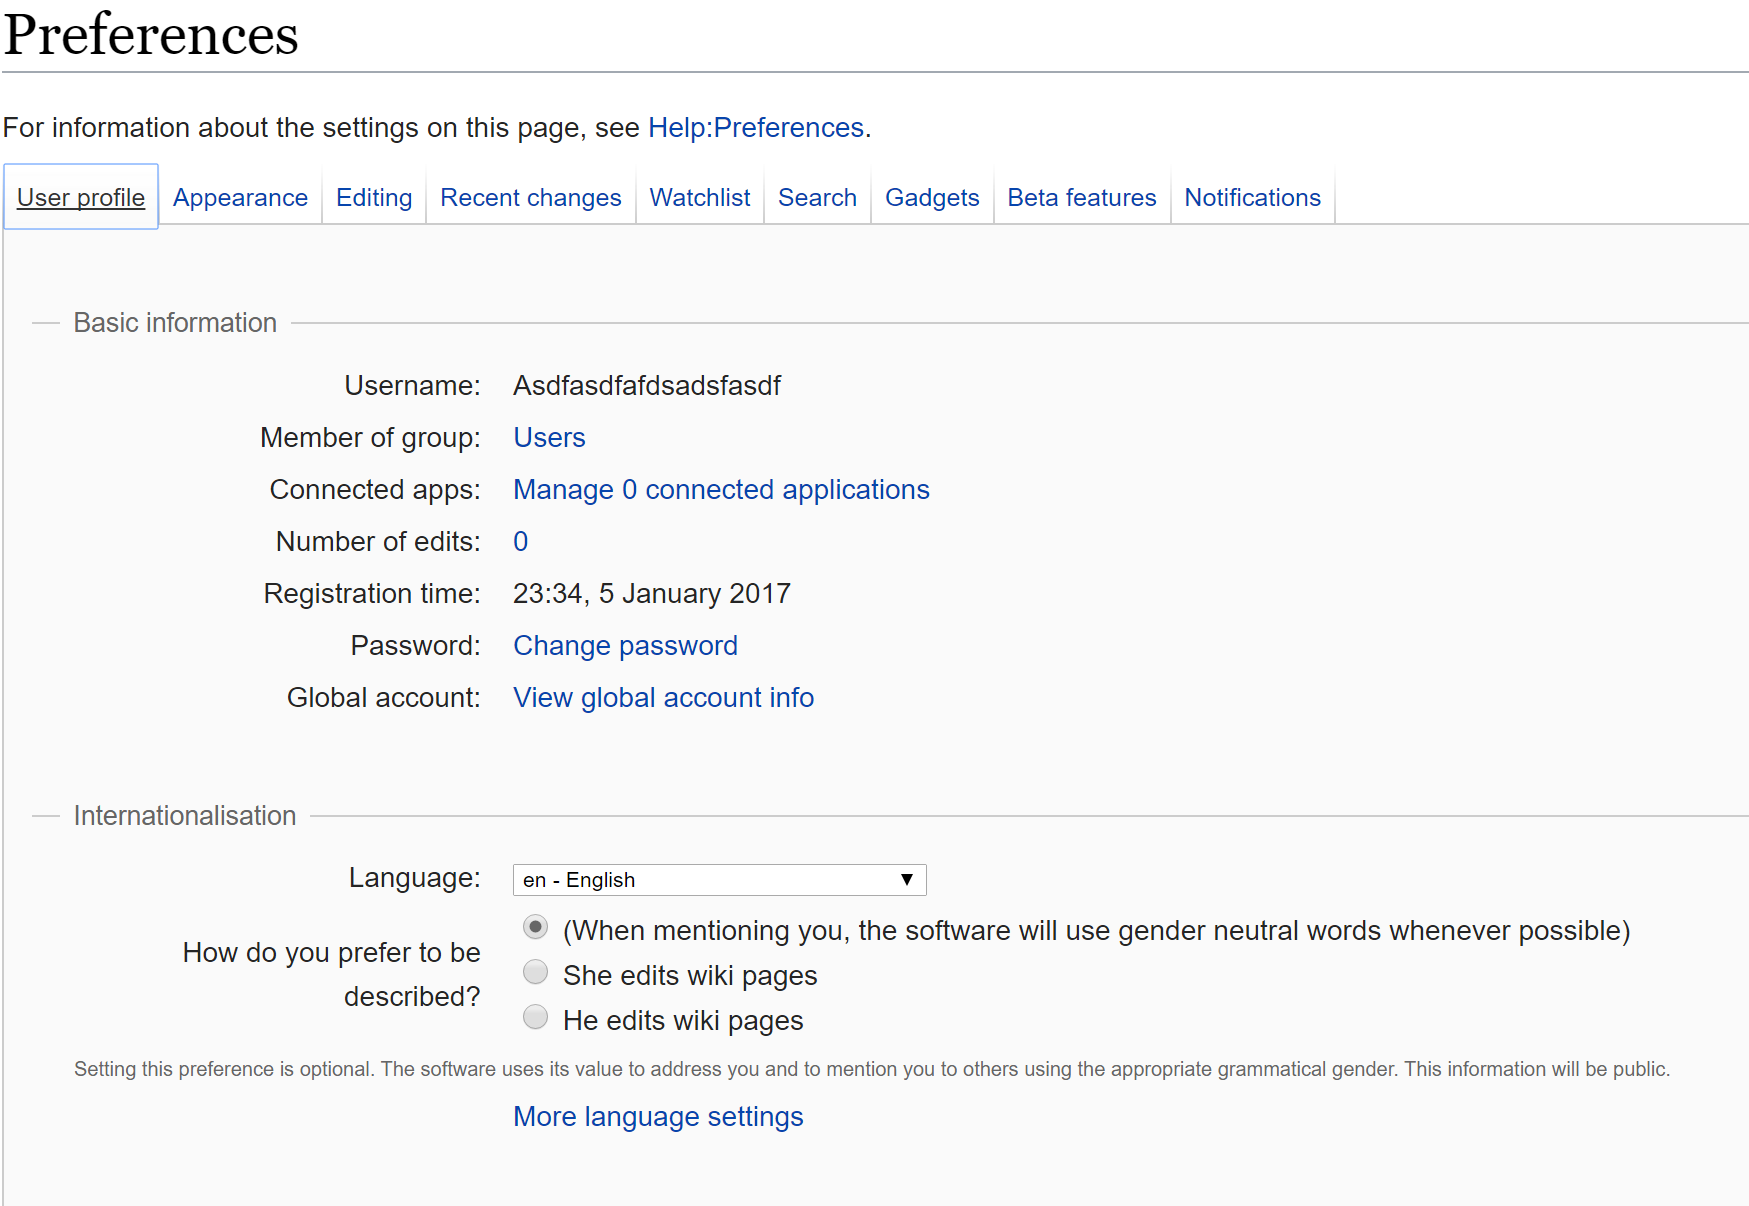 Preferences
For information about the settings on this page, see Help:Preferences.
User profile Appearance Editing Recent changes Watchlist Search Gadgets Beta features Notifications
Basic information
Username: Asdfasdfafdsadsfasdf
Member of group: Users
Connected apps: Manage 0 connected applications
Number of edits: 0
Registration time: 23:34, 5 January 2017
Password: Change password
Global account: View global account info
Internationalisation
Language: en - English
How do you prefer to be described?
(When mentioning you, the software will use gender neutral words whenever possible)
She edits wiki pages
He edits wiki pages
Setting this preference is optional. The software uses its value to address you and to mention you to others using the appropriate grammatical gender. This information will be public.
More language settings